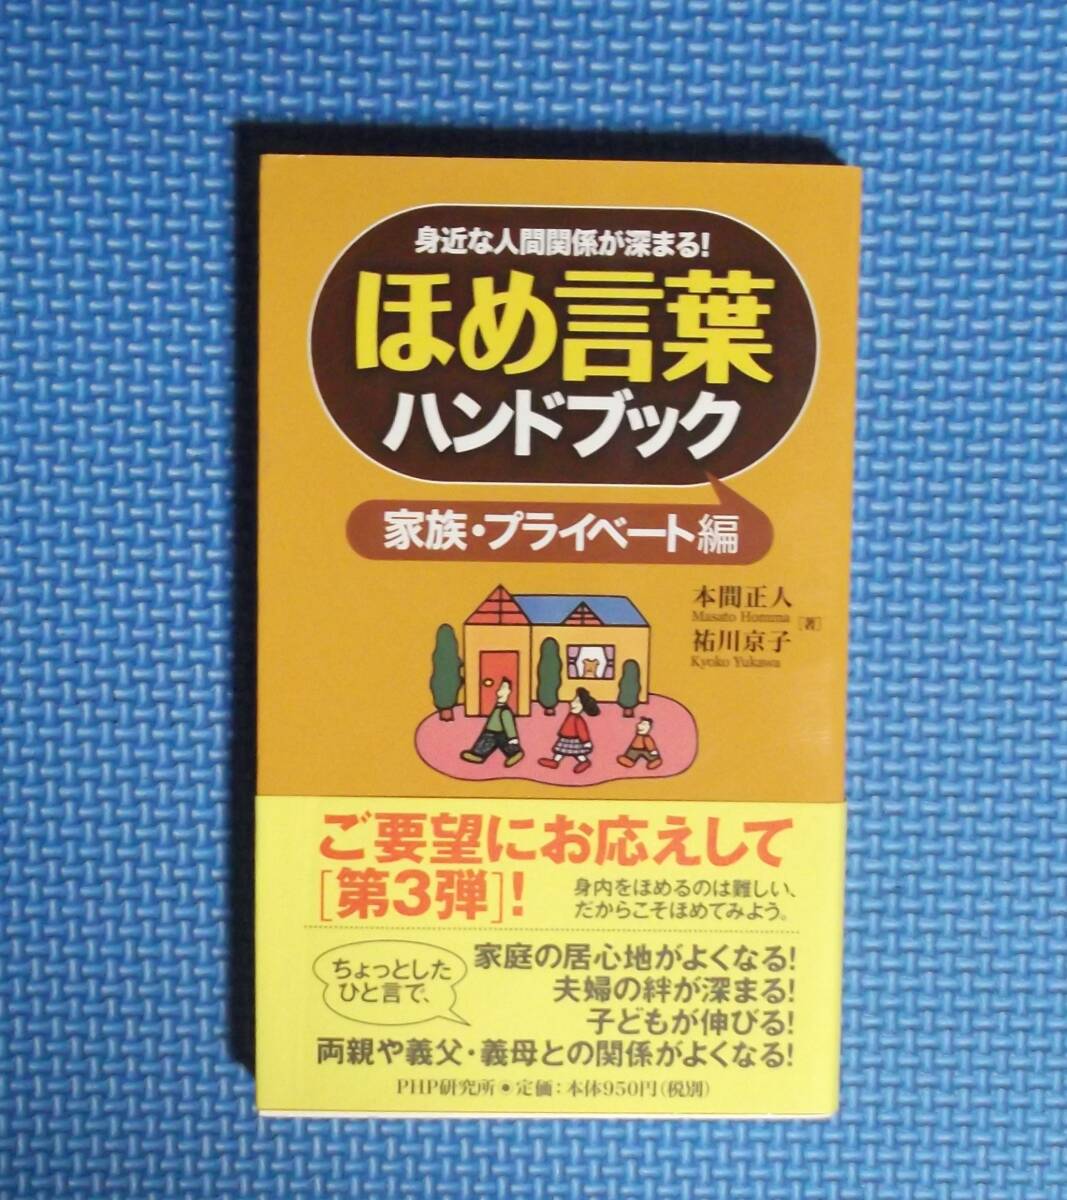 身近な人間関係が深まる!
ほめ言葉
ハンドブック
家族・プライベート編
本間正人
Masato Homma
[著]
祐川京子
Kyoko Yukawa
ご要望にお応えして
[第3弾]!
身内をほめるのは難しい、
だからこそほめてみよう。
ちょっとした
ひと言で、
家庭の居心地がよくなる!
夫婦の絆が深まる!
子どもが伸びる!
両親や義父・義母との関係がよくなる!
PHP研究所●定価:本体950円(税別)